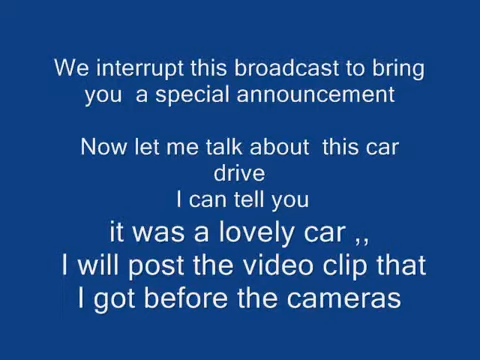 We interrupt this broadcast to bring
you  a special announcement
Now let me talk about  this car
drive
I can tell you
it was a lovely car ,,
I will post the video clip that
I got before the cameras